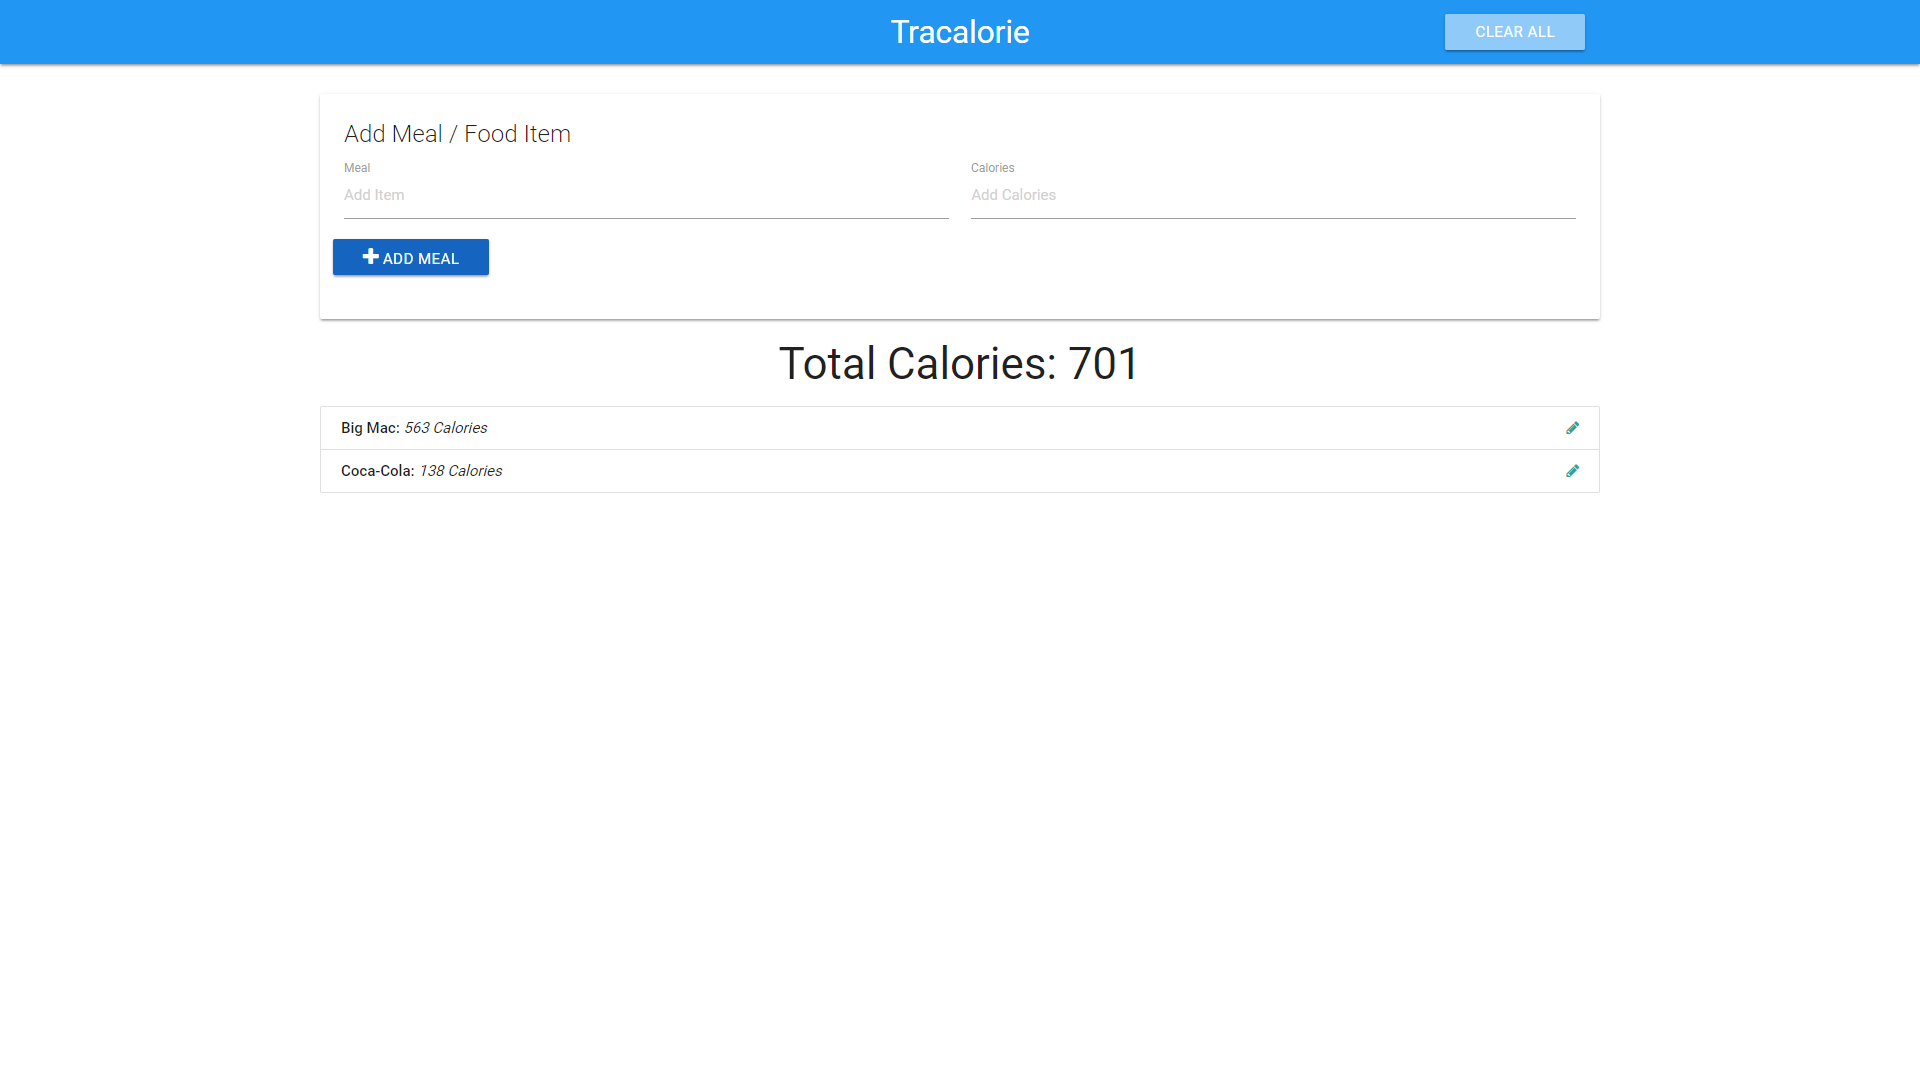 Tracalorie
CLEAR ALL
Add Meal / Food Item
Meal
Calories
Add Item
Add Calories
ADD MEAL
Total Calories: 701
Big Mac: 563 Calories
Coca-Cola: 138 Calories